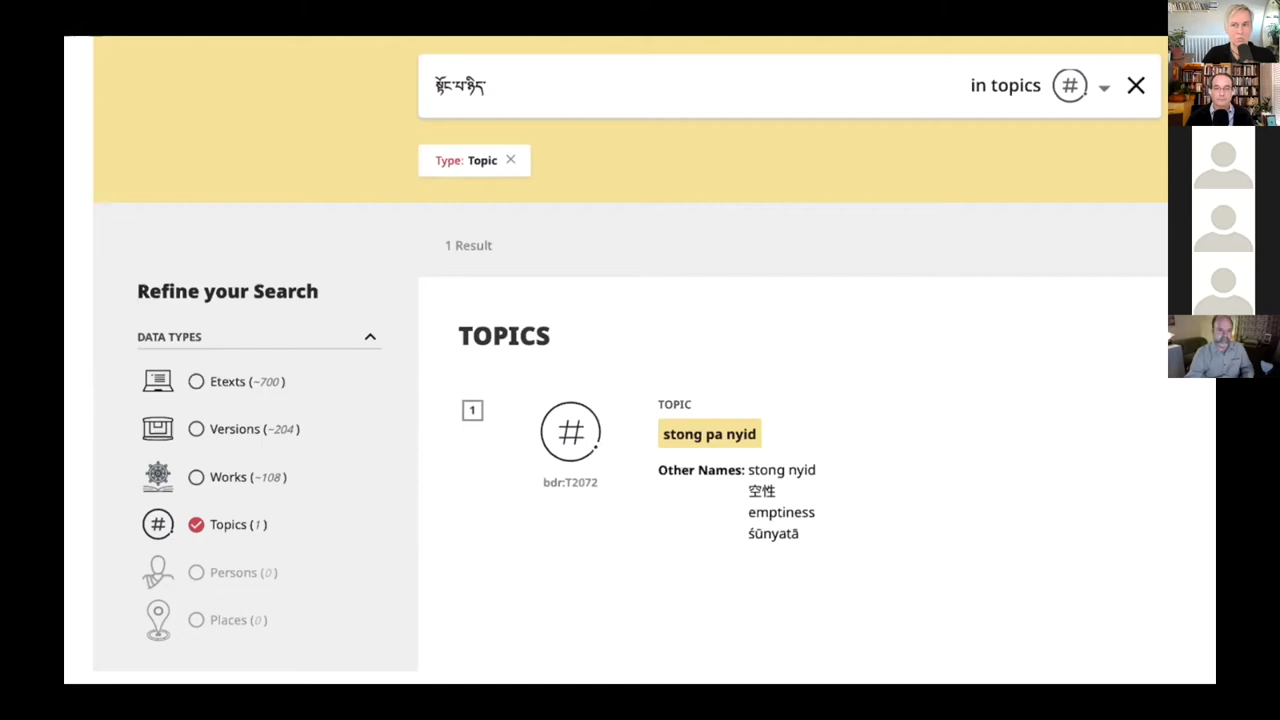 སྟོང་པ་ཉིད་
in topics
Type: Topic
1 Result
Refine your Search
DATA TYPES
Etexts (~700)
Versions (~204)
Works (~108)
Topics (1)
Persons (0)
Places (0)
TOPICS
1
TOPIC
stong pa nyid
bdr:T2072
Other Names: stong nyid
空性
emptiness
śūnyatā